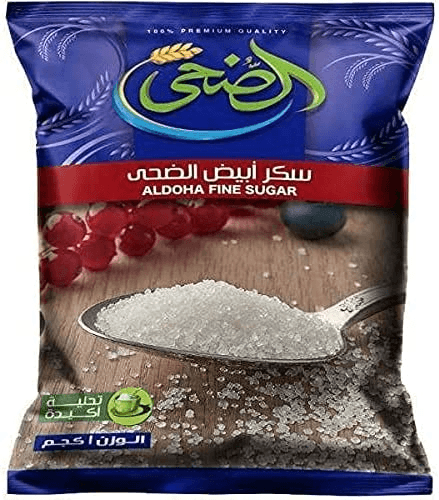 100% PREMIUM QUALITY
الضحى
سكر أبيض الضحى
ALDOHA FINE SUGAR
تحلية
أكيدة
الوزن ١ كجم